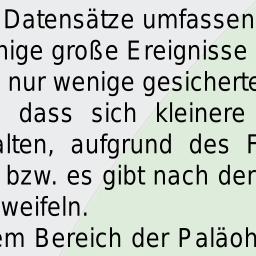 Datensätze umfassen
nige große Ereignisse
nur wenige gesicherte
dass sich kleinere
alten, aufgrund des F
bzw. es gibt nach der
weifeln.
em Bereich der Paläoh